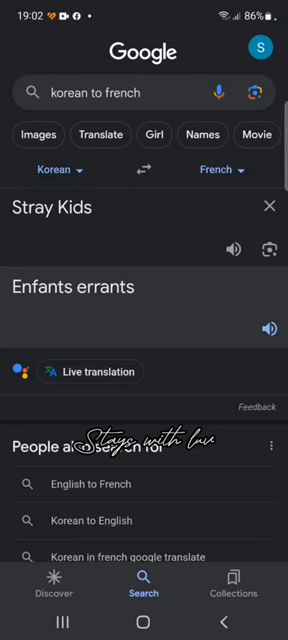 19:02
86%
Google
S
korean to french
Images
Translate
Girl
Names
Movie
Korean
French
Stray Kids
Enfants errants
Live translation
Feedback
Stays with luv
People also search for
English to French
Korean to English
Korean in french google translate
Discover
Search
Collections